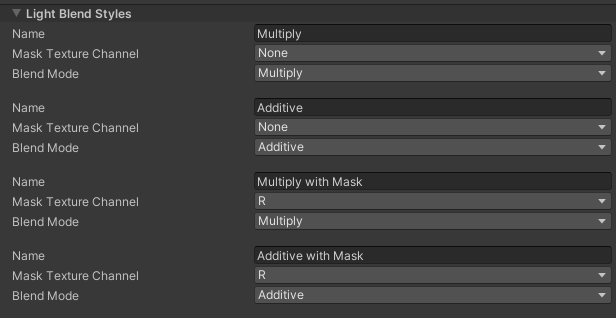 Light Blend Styles
Name Multiply
Mask Texture Channel None
Blend Mode Multiply
Name Additive
Mask Texture Channel None
Blend Mode Additive
Name Multiply with Mask
Mask Texture Channel R
Blend Mode Multiply
Name Additive with Mask
Mask Texture Channel R
Blend Mode Additive